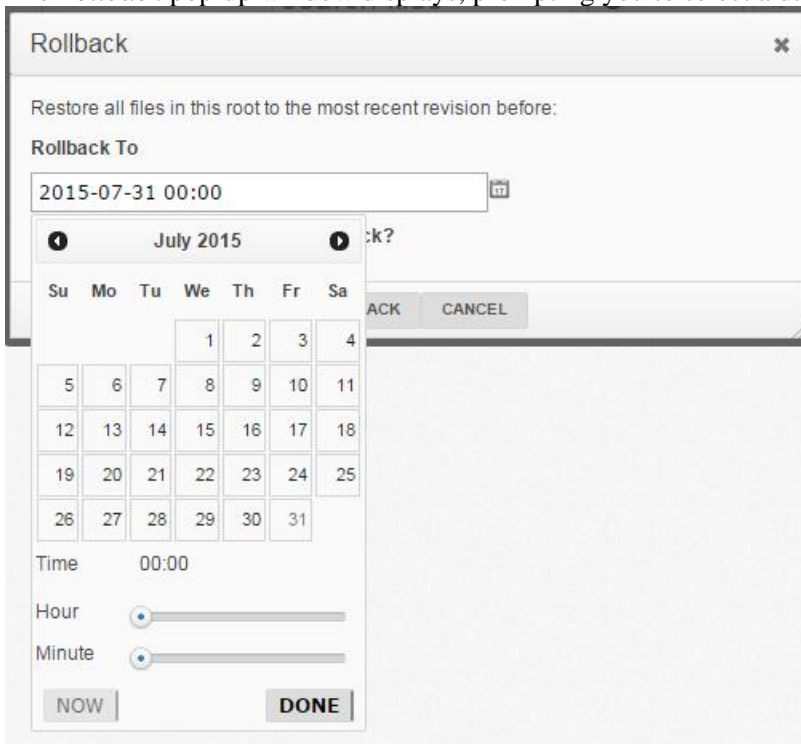 Rollback
Restore all files in this root to the most recent revision before:
Rollback To
2015-07-31 00:00
July 2015
Su Mo Tu We Th Fr Sa
1 2 3 4
5 6 7 8 9 10 11
12 13 14 15 16 17 18
19 20 21 22 23 24 25
26 27 28 29 30 31
Time 00:00
Hour
Minute
NOW DONE
CANCEL